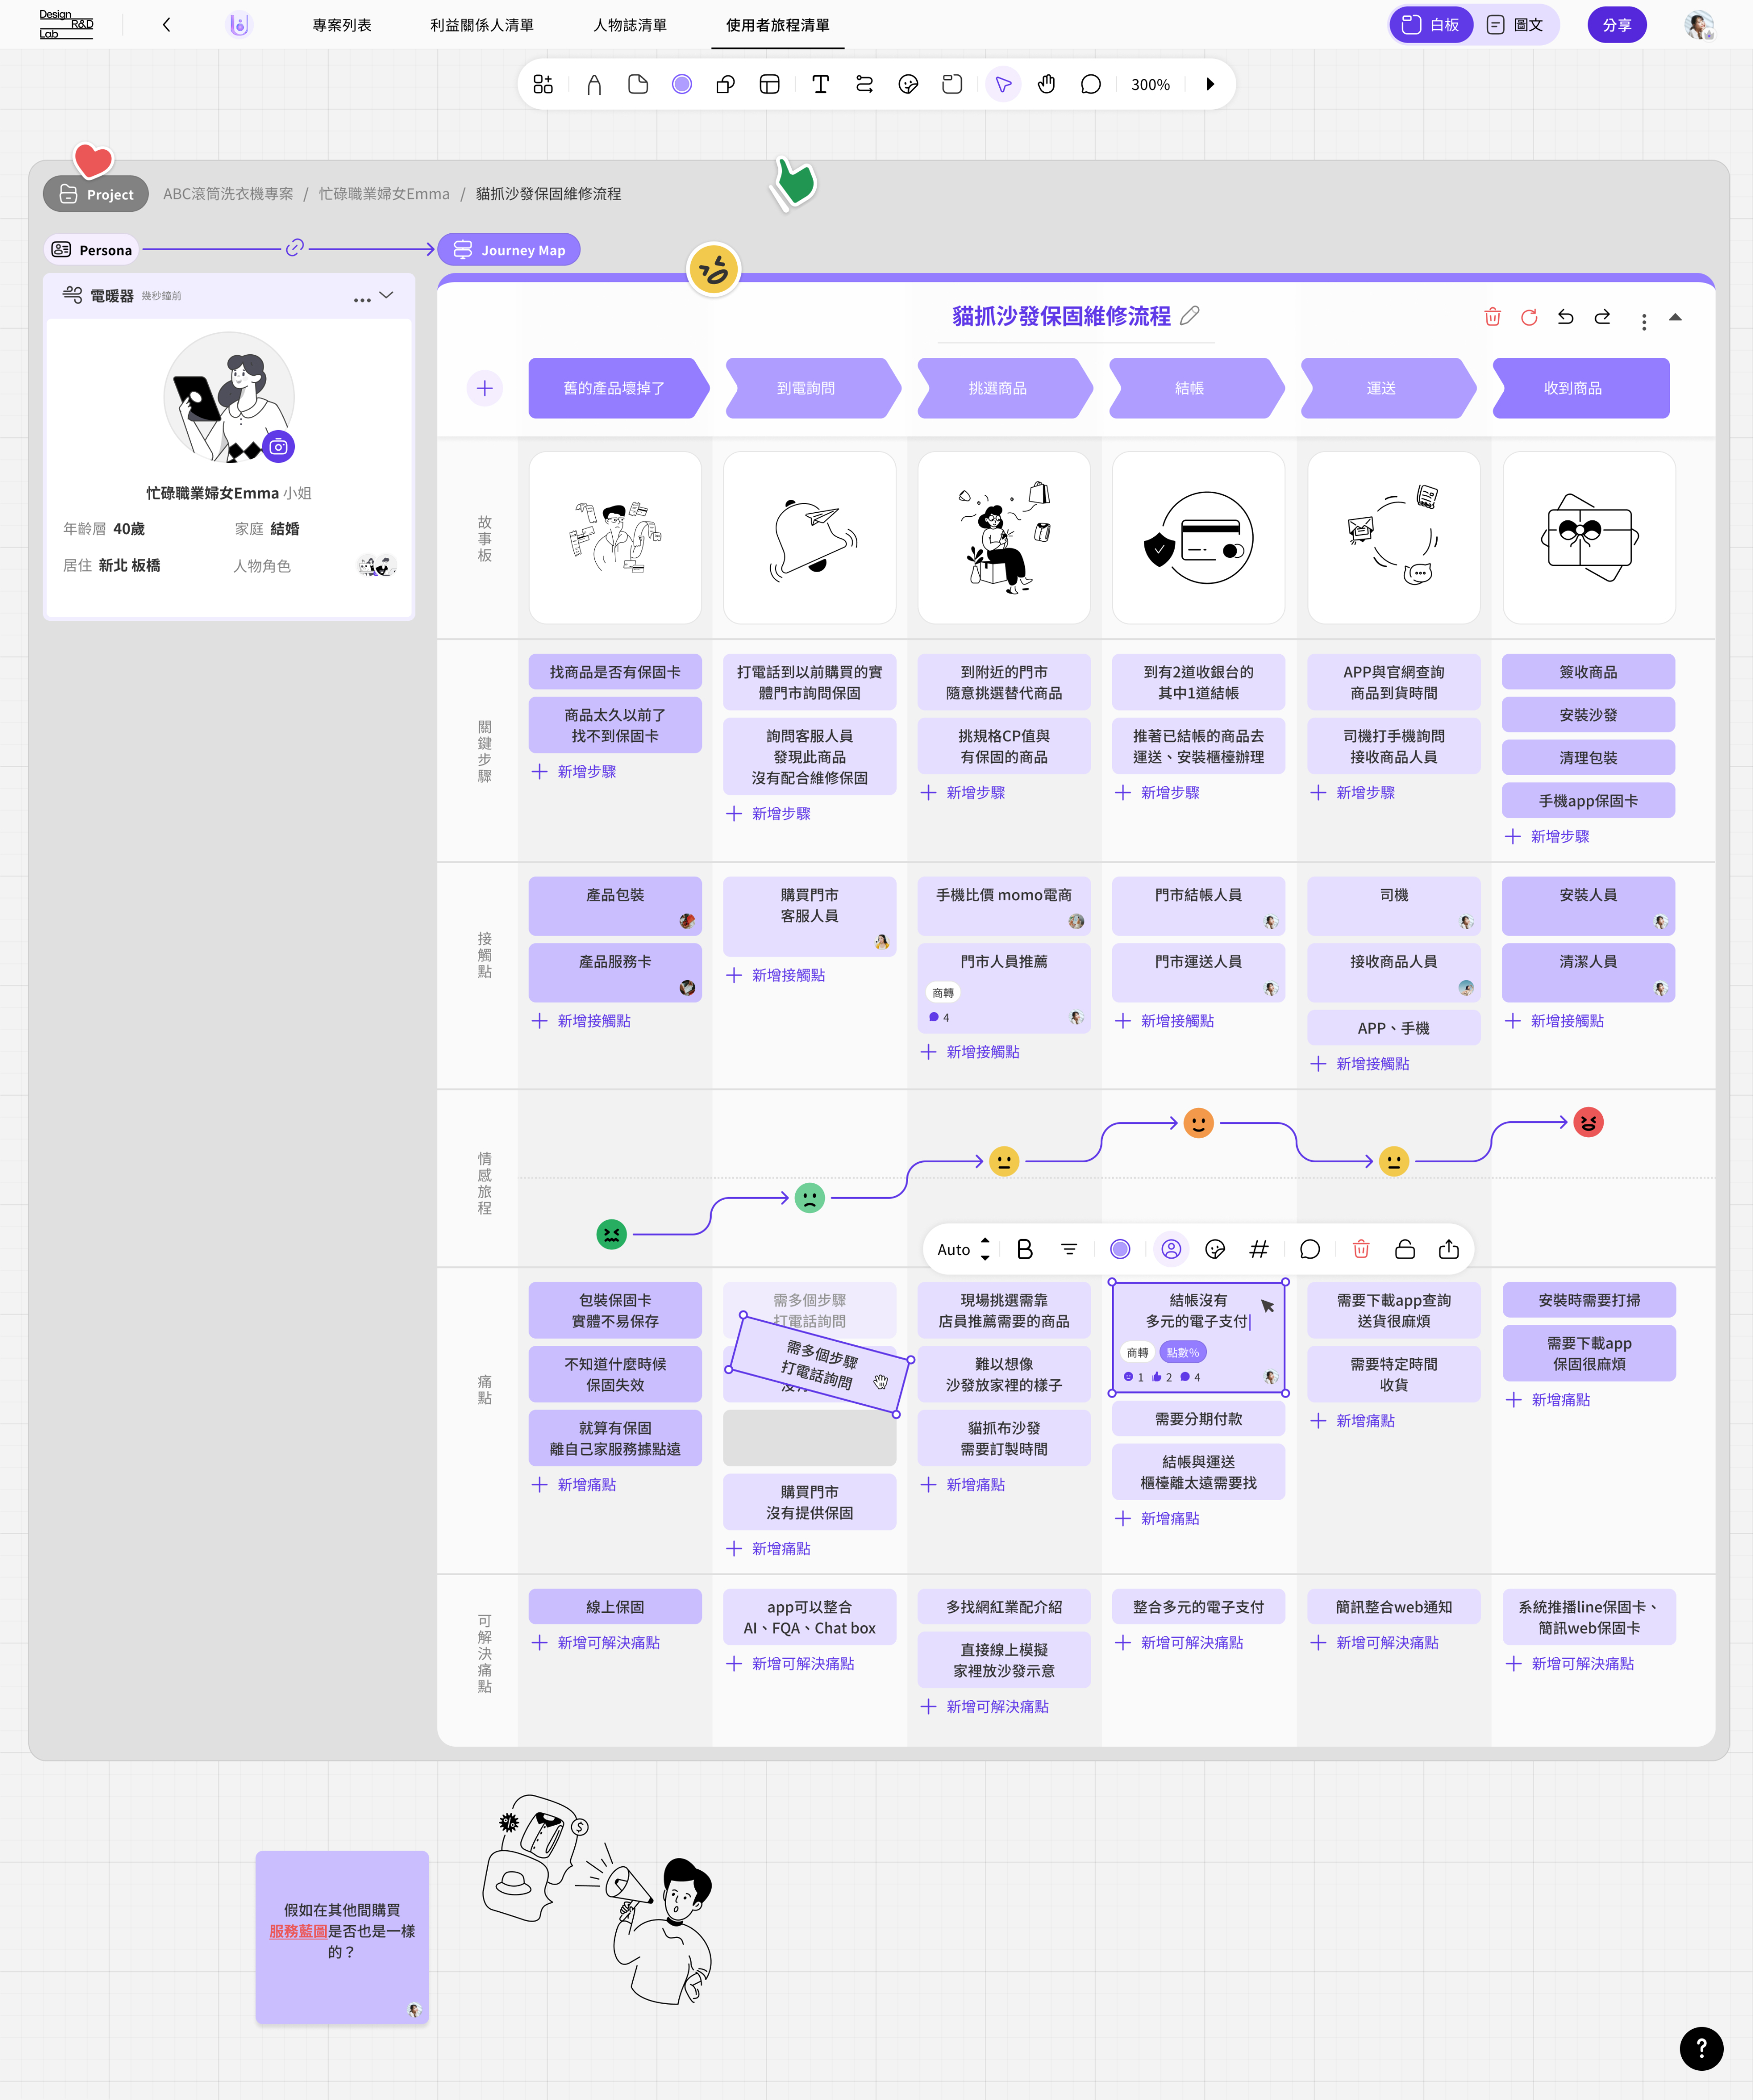 Design
R&D
Lab
專案列表
利益關係人清單
人物誌清單
使用者旅程清單
白板
圖文
分享
300%
Project
ABC滾筒洗衣機專案 / 忙碌職業婦女Emma / 貓抓沙發保固維修流程
Persona
Journey Map
電暖器 幾秒鐘前
忙碌職業婦女Emma 小姐
年齡層 40歲
家庭 結婚
居住 新北 板橋
人物角色
貓抓沙發保固維修流程
舊的產品壞掉了
到電詢問
挑選商品
結帳
運送
收到商品
故事板
關鍵步驟
找商品是否有保固卡
商品太久以前了
找不到保固卡
新增步驟
打電話到以前購買的實
體門市詢問保固
詢問客服人員
發現此商品
沒有配合維修保固
新增步驟
到附近的門市
隨意挑選替代商品
挑規格CP值與
有保固的商品
新增步驟
到有2道收銀台的
其中1道結帳
推著已結帳的商品去
運送、安裝櫃檯辦理
新增步驟
APP與官網查詢
商品到貨時間
司機打手機詢問
接收商品人員
新增步驟
簽收商品
安裝沙發
清理包裝
手機app保固卡
新增步驟
接觸點
產品包裝
產品服務卡
新增接觸點
購買門市
客服人員
新增接觸點
手機比價 momo電商
門市人員推薦
商轉
4
新增接觸點
門市結帳人員
門市運送人員
新增接觸點
司機
接收商品人員
APP、手機
新增接觸點
安裝人員
清潔人員
新增接觸點
情感旅程
Auto
B
痛點
包裝保固卡
實體不易保存
不知道什麼時候
保固失效
就算有保固
離自己家服務據點遠
新增痛點
需多個步驟
打電話詢問
需多個步驟
打電話詢問
購買門市
沒有提供保固
新增痛點
現場挑選需靠
店員推薦需要的商品
難以想像
沙發放家裡的樣子
貓抓布沙發
需要訂製時間
新增痛點
結帳沒有
多元的電子支付
商轉 點數%
1 2 4
需要分期付款
結帳與運送
櫃檯離太遠需要找
新增痛點
需要下載app查詢
送貨很麻煩
需要特定時間
收貨
新增痛點
安裝時需要打掃
需要下載app
保固很麻煩
新增痛點
可解決痛點
線上保固
新增可解決痛點
app可以整合
AI、FQA、Chat box
新增可解決痛點
多找網紅業配介紹
直接線上模擬
家裡放沙發示意
新增可解決痛點
整合多元的電子支付
新增可解決痛點
簡訊整合web通知
新增可解決痛點
系統推播line保固卡、
簡訊web保固卡
新增可解決痛點
%
$
假如在其他間購買
服務藍圖是否也是一樣
的？
?